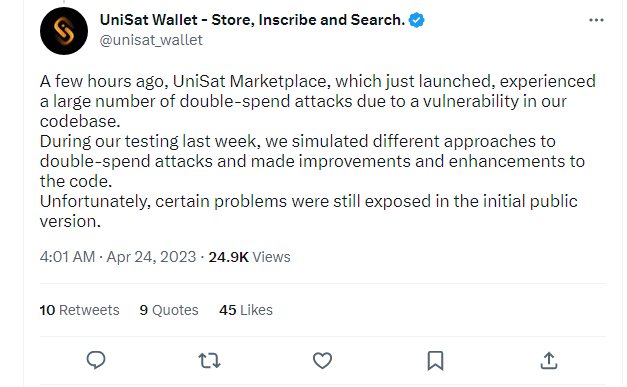 UniSat Wallet - Store, Inscribe and Search.
@unisat_wallet
A few hours ago, UniSat Marketplace, which just launched, experienced
a large number of double-spend attacks due to a vulnerability in our
codebase.
During our testing last week, we simulated different approaches to
double-spend attacks and made improvements and enhancements to
the code.
Unfortunately, certain problems were still exposed in the initial public
version.
4:01 AM · Apr 24, 2023 · 24.9K Views
10 Retweets 9 Quotes 45 Likes